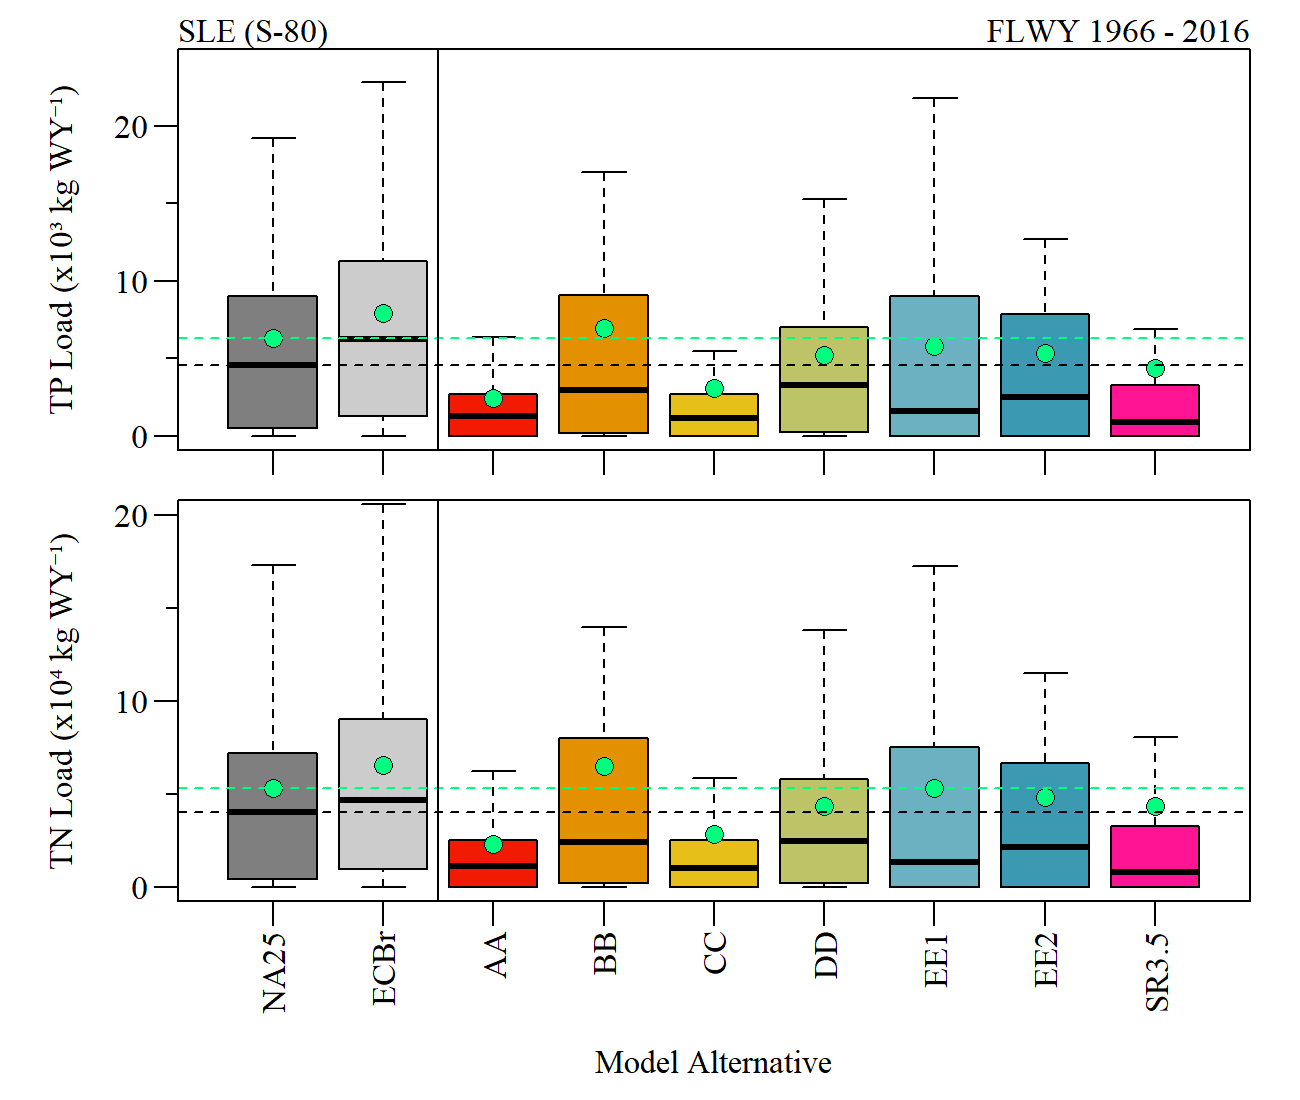 SLE (S-80)
FLWY 1966 - 2016
TP Load (x10³ kg WY⁻¹)
20
10
0
TN Load (x10⁴ kg WY⁻¹)
20
10
0
NA25
ECBr
AA
BB
CC
DD
EE1
EE2
SR3.5
Model Alternative